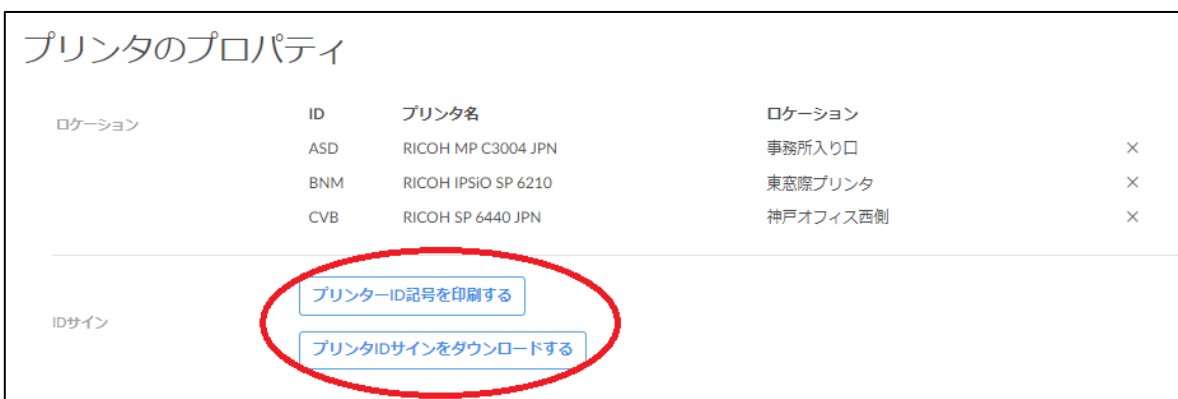 プリンタのプロパティ
ロケーション
ID プリンタ名 ロケーション
ASD RICOH MP C3004 JPN 事務所入り口 ×
BNM RICOH IPSiO SP 6210 東窓際プリンタ ×
CVB RICOH SP 6440 JPN 神戸オフィス西側 ×
IDサイン
プリンターID記号を印刷する
プリンタIDサインをダウンロードする